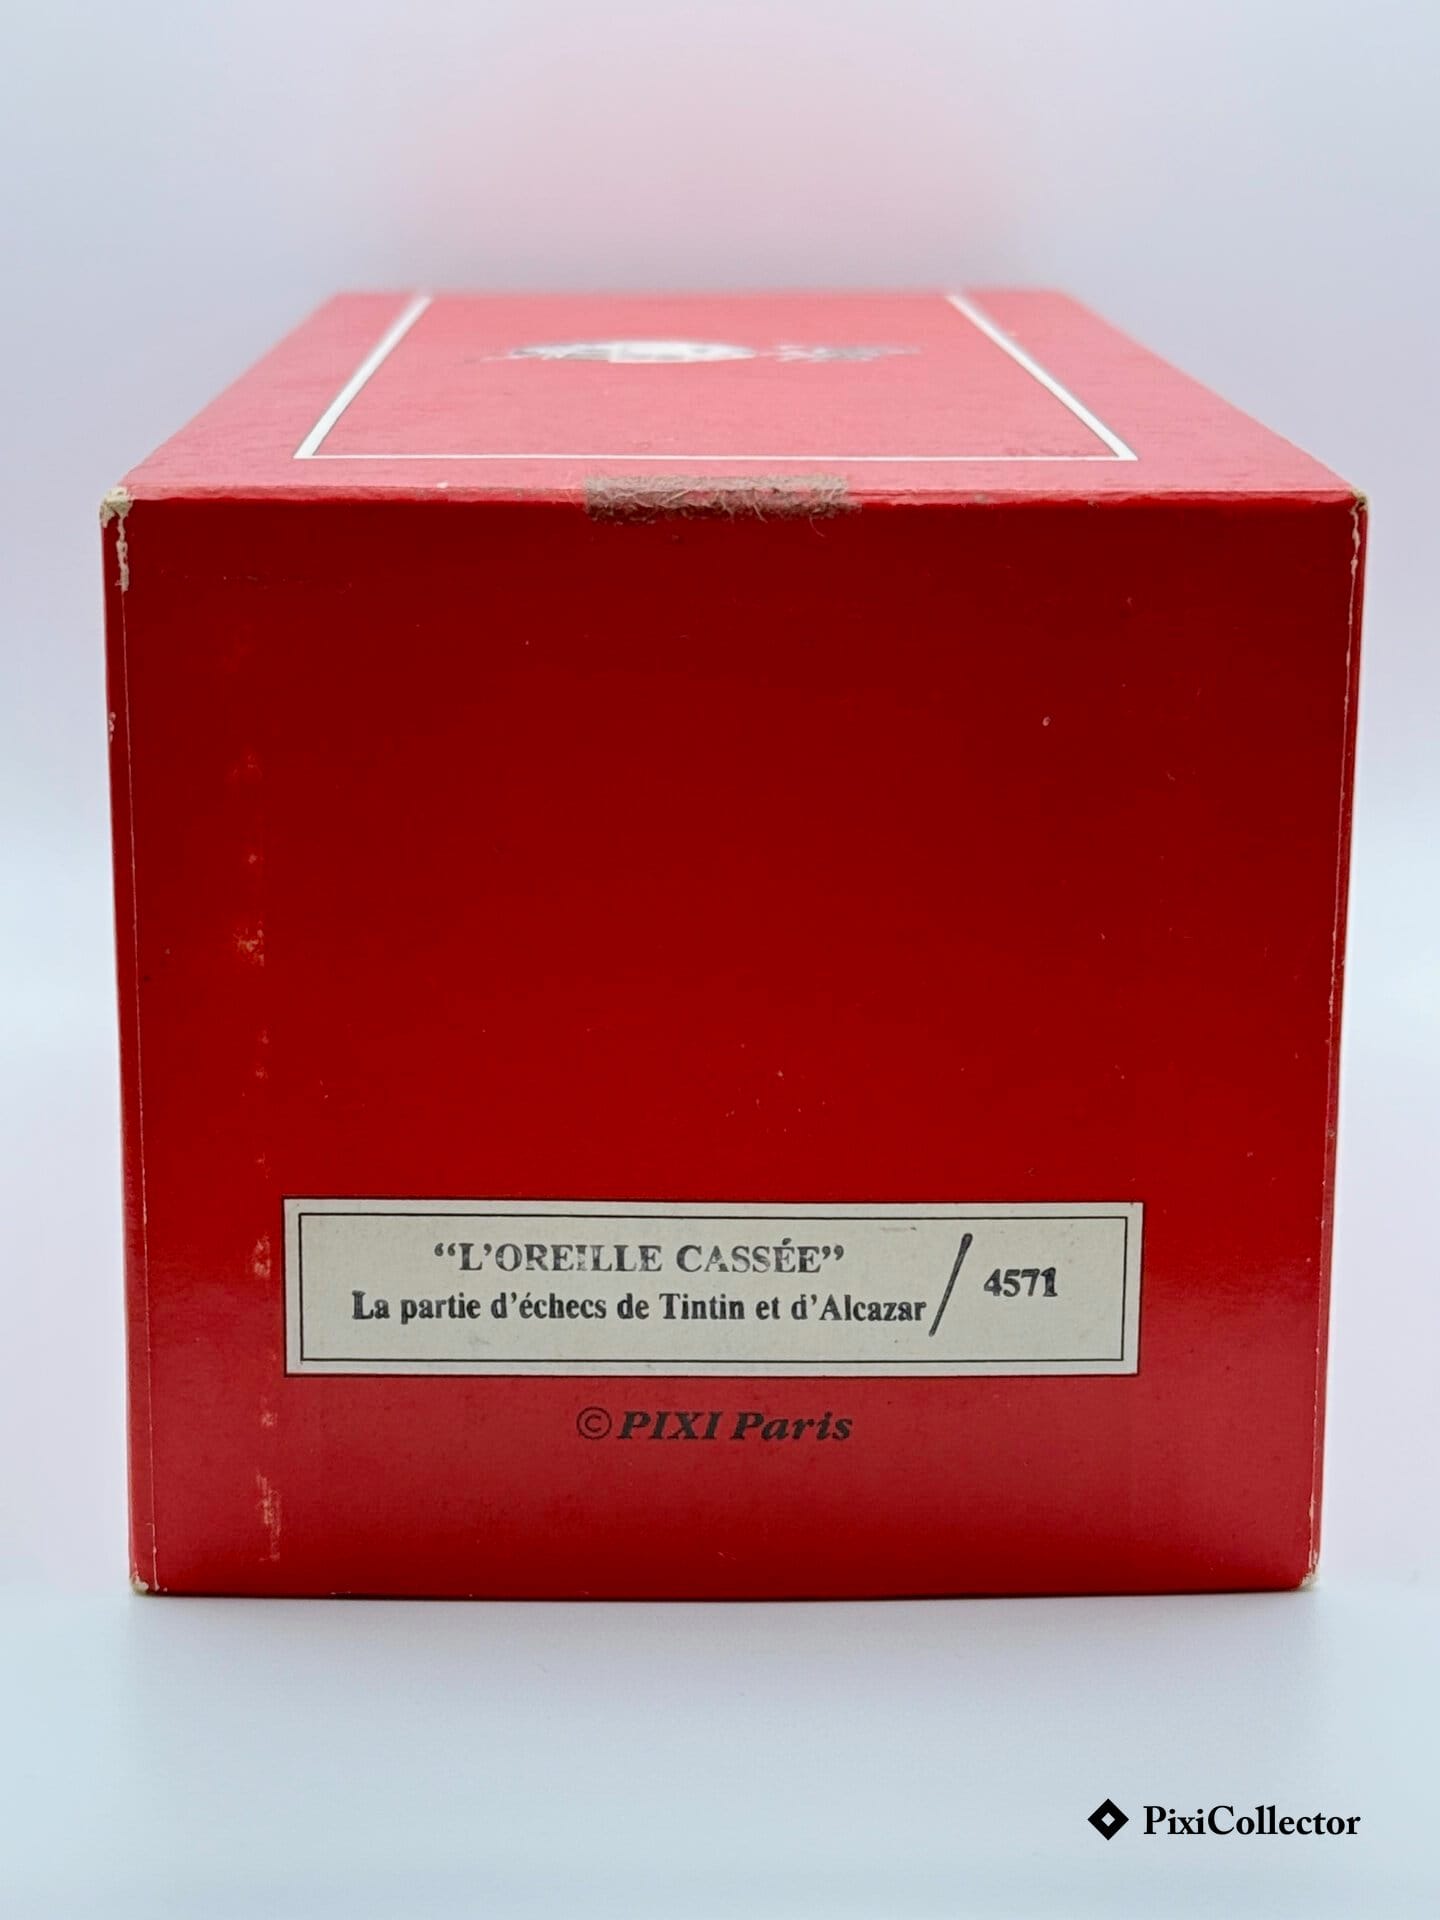 “L’OREILLE CASSÉE”
La partie d’échecs de Tintin et d’Alcazar / 4571
©PIXI Paris
PixiCollector